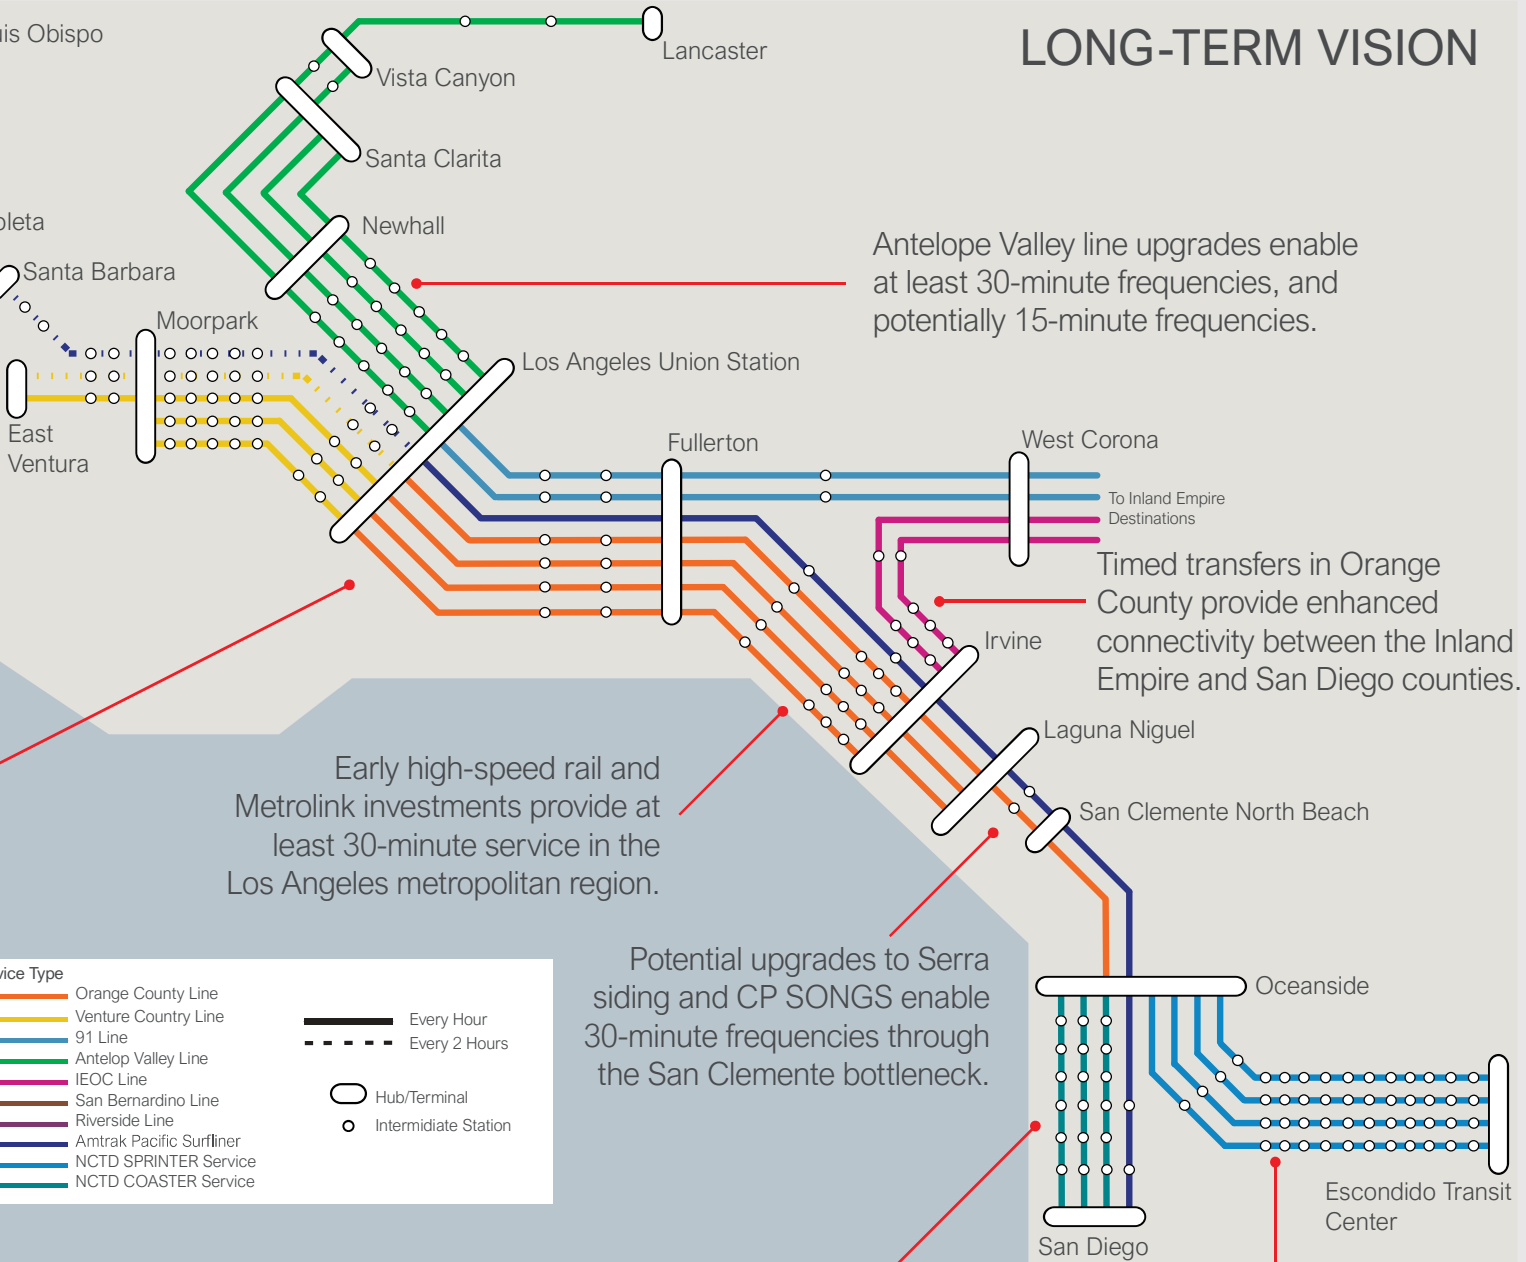 LONG-TERM VISION
uis Obispo
Lancaster
Vista Canyon
Santa Clarita
Newhall
oleta
Santa Barbara
Moorpark
East
Ventura
Los Angeles Union Station
Antelope Valley line upgrades enable
at least 30-minute frequencies, and
potentially 15-minute frequencies.
Fullerton
West Corona
To Inland Empire
Destinations
Timed transfers in Orange
County provide enhanced
connectivity between the Inland
Empire and San Diego counties.
Irvine
Laguna Niguel
San Clemente North Beach
Early high-speed rail and
Metrolink investments provide at
least 30-minute service in the
Los Angeles metropolitan region.
Potential upgrades to Serra
siding and CP SONGS enable
30-minute frequencies through
the San Clemente bottleneck.
Oceanside
Escondido Transit
Center
San Diego
vice Type
Orange County Line
Venture Country Line
91 Line
Antelop Valley Line
IEOC Line
San Bernardino Line
Riverside Line
Amtrak Pacific Surfliner
NCTD SPRINTER Service
NCTD COASTER Service
Every Hour
Every 2 Hours
Hub/Terminal
Intermidiate Station